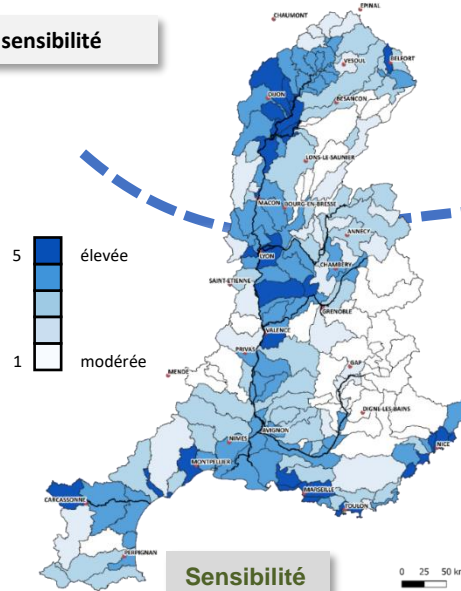 EPINAL
CHAUMONT
sensibilité
VESOUL
BELFORT
DIJON
BESANCON
LONS-LE-SAUNIER
MACON
BOURG-EN-BRESSE
ANNECY
5
élevée
LYON
CHAMBERY
SAINT-ETIENNE
GRENOBLE
VALENCE
1
modérée
PRIVAS
MENDE
GAP
DIGNE-LES-BAINS
AVIGNON
NIMES
NICE
MONTPELLIER
MARSEILLE
CARCASSONNE
TOULON
PERPIGNAN
Sensibilité
0 25 50 km